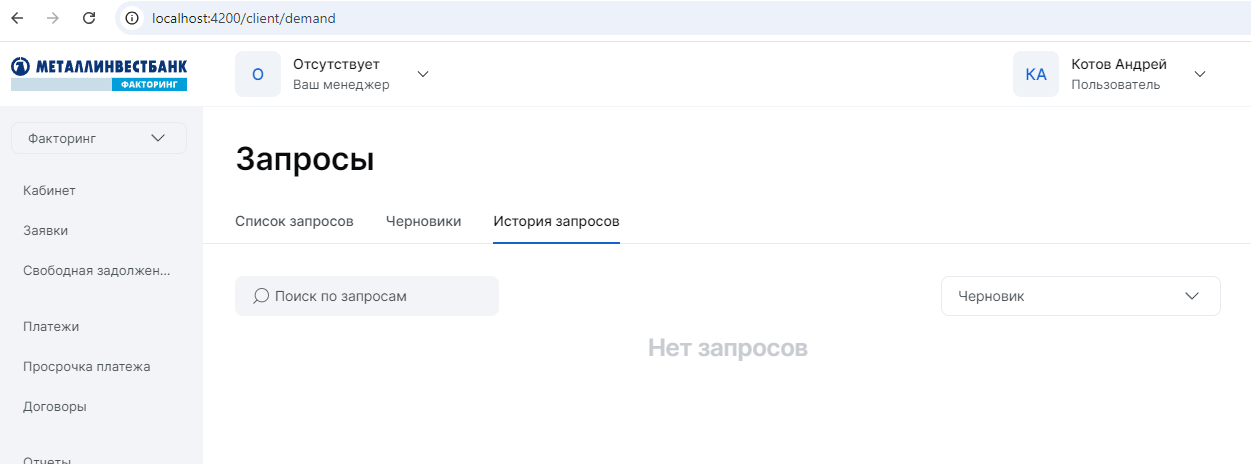 localhost:4200/client/demand
МЕТАЛЛИНВЕСТБАНК
ФАКТОРИНГ
О
Отсутствует
Ваш менеджер
КА
Котов Андрей
Пользователь
Факторинг
Кабинет
Заявки
Свободная задолжен...
Платежи
Просрочка платежа
Договоры
Отчеты
Запросы
Список запросов Черновики История запросов
Поиск по запросам
Черновик
Нет запросов